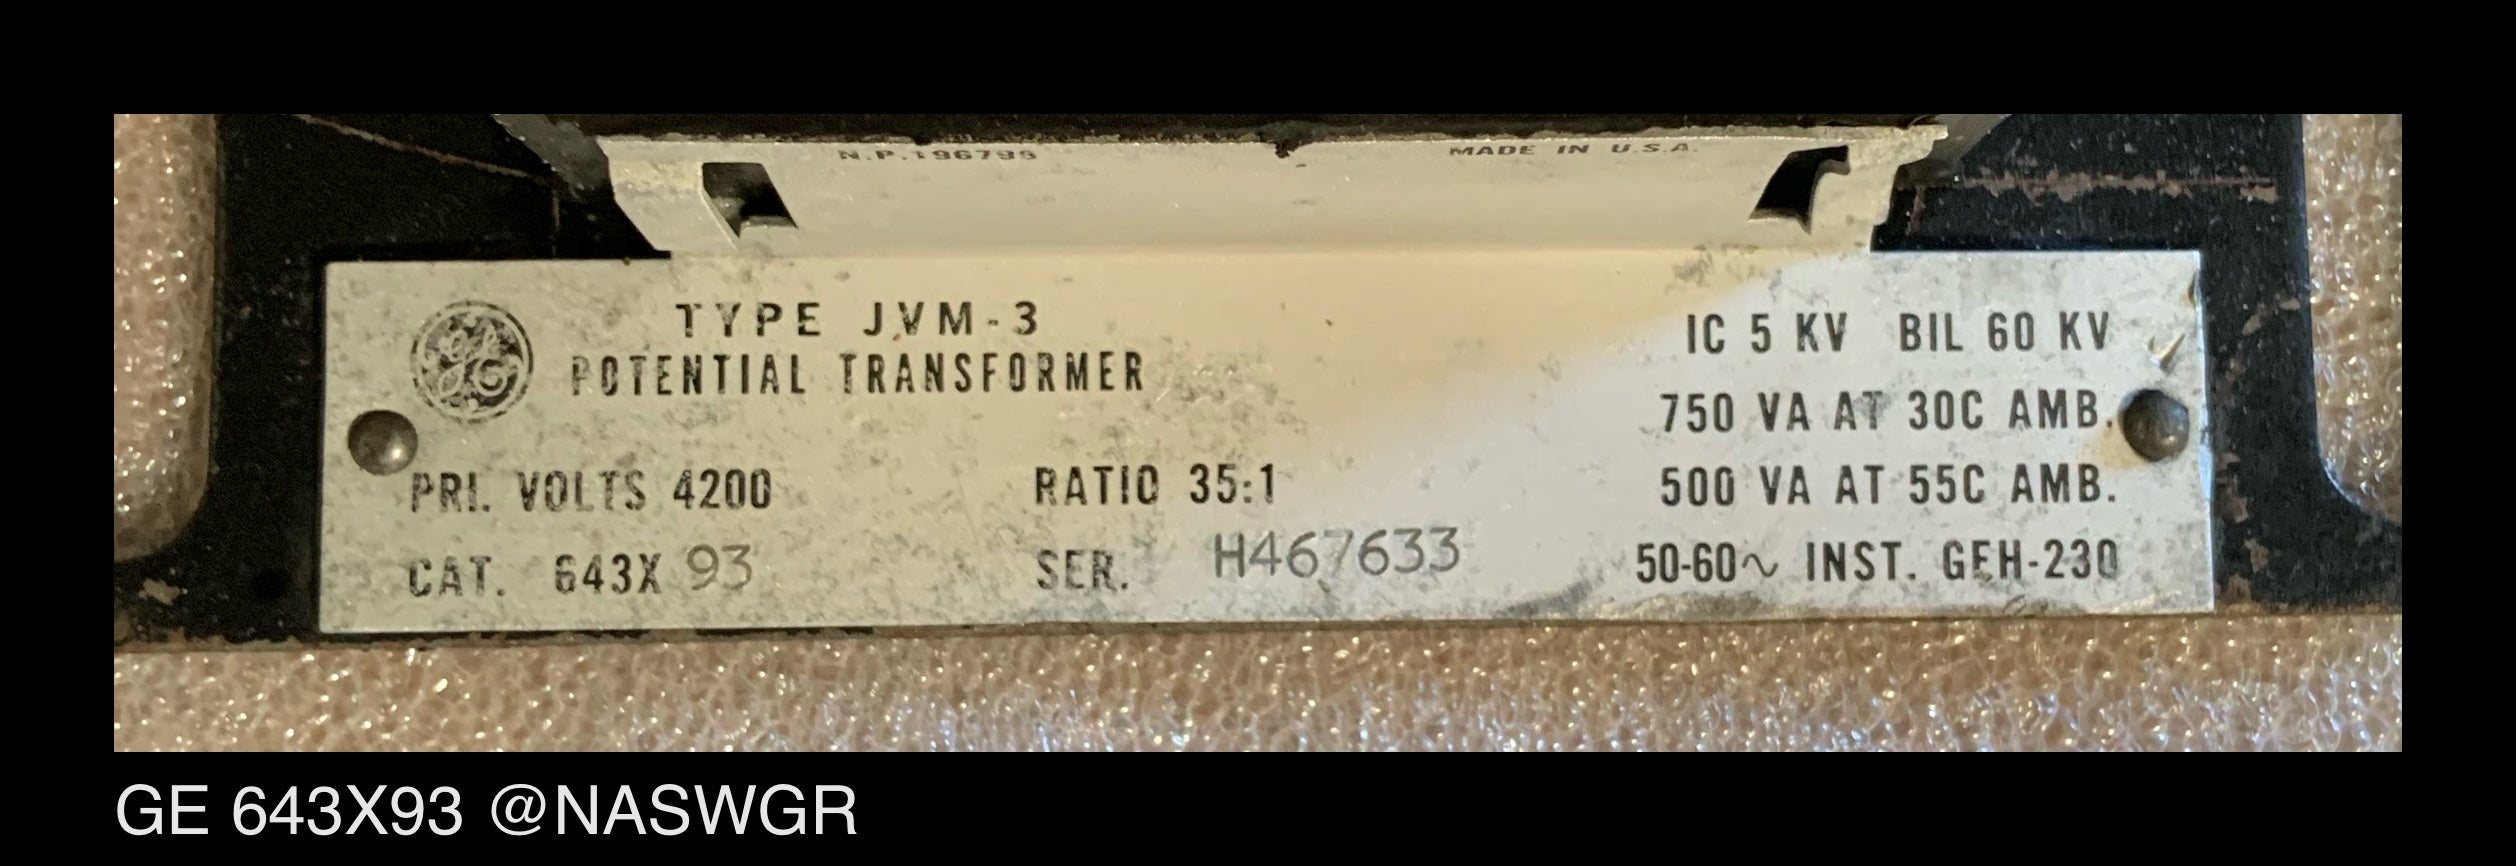 N.P. 196799 MADE IN U.S.A.
TYPE JVM-3
POTENTIAL TRANSFORMER
IC 5 KV BIL 60 KV
750 VA AT 30C AMB.
PRI. VOLTS 4200 RATIO 35:1 500 VA AT 55C AMB.
CAT. 643X 93 SER. H467633 50-60~ INST. GEH-230
GE 643X93 @NASWGR